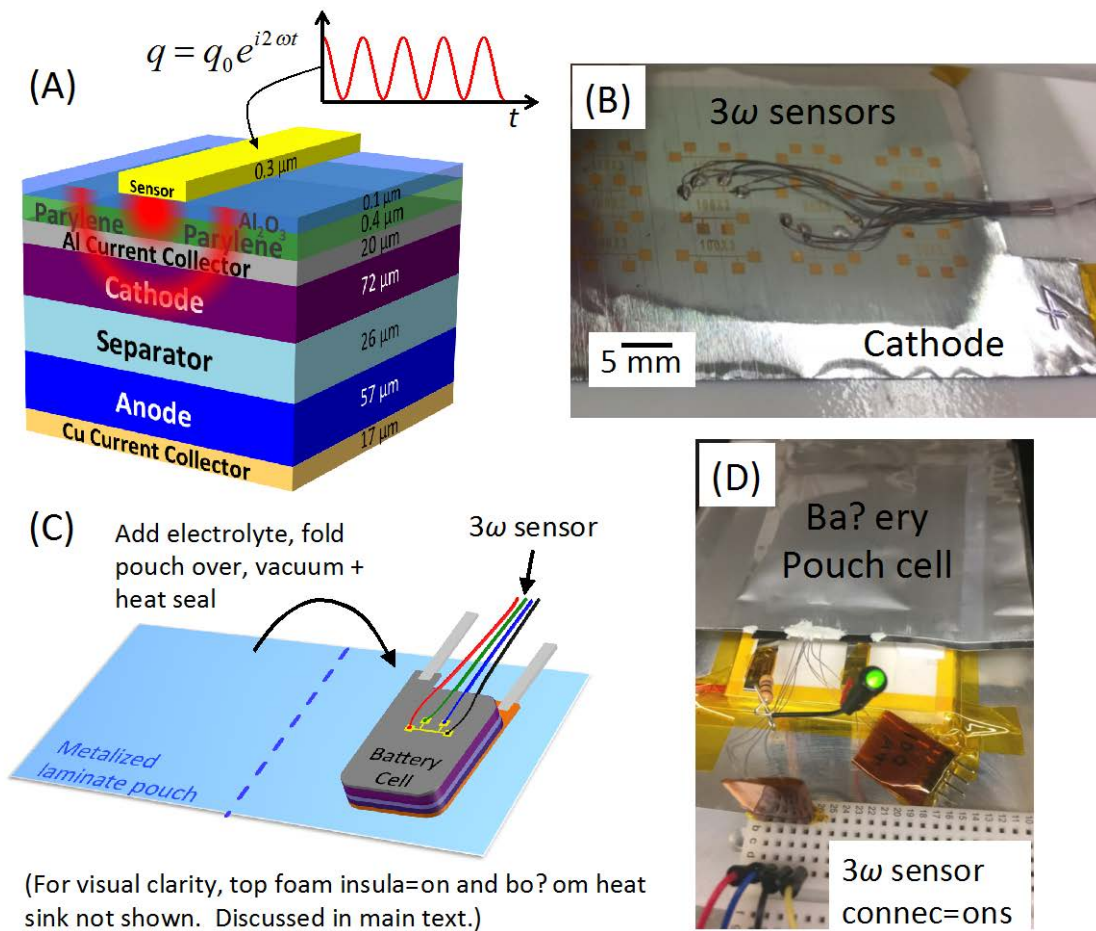 (A)
q = q₀e^{i2ωt}
t
0.3 µm
Sensor
0.1 µm
Al₂O₃
Parylene
Parylene
0.4 µm
Al Current Collector
20 µm
Cathode
72 µm
Separator
26 µm
Anode
57 µm
Cu Current Collector
17 µm
(B)
3ω sensors
100X1
100X3
5 mm
Cathode
+
(C)
Add electrolyte, fold
pouch over, vacuum +
heat seal
3ω sensor
Metalized
laminate pouch
Battery
Cell
(For visual clarity, top foam insula=on and bo? om heat
sink not shown. Discussed in main text.)
(D)
Ba? ery
Pouch cell
3ω sensor
connec=ons